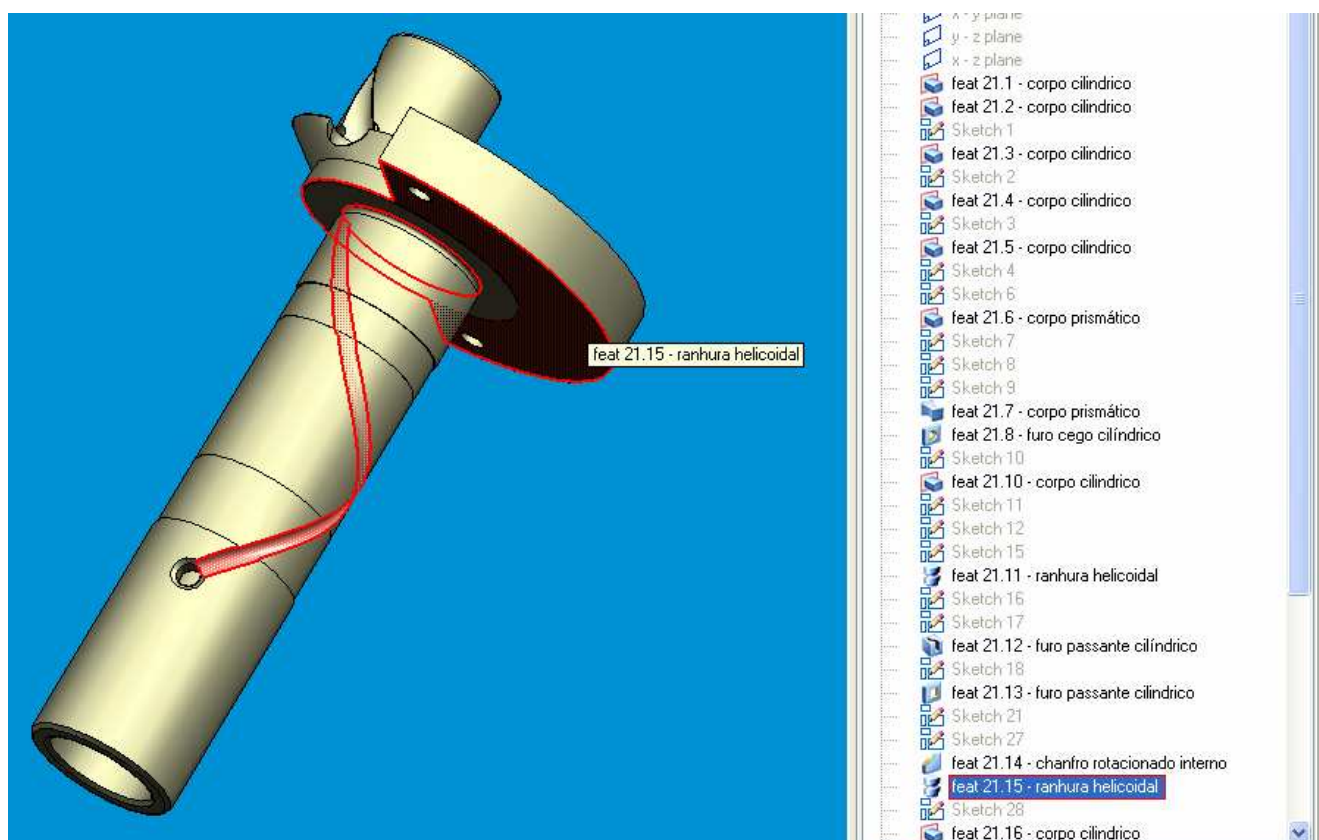 feat 21.15 - ranhura helicoidal
x - y plane
y - z plane
x - z plane
feat 21.1 - corpo cilindrico
feat 21.2 - corpo cilindrico
Sketch 1
feat 21.3 - corpo cilindrico
Sketch 2
feat 21.4 - corpo cilindrico
Sketch 3
feat 21.5 - corpo cilindrico
Sketch 4
Sketch 6
feat 21.6 - corpo prismático
Sketch 7
Sketch 8
Sketch 9
feat 21.7 - corpo prismático
feat 21.8 - furo cego cilíndrico
Sketch 10
feat 21.10 - corpo cilindrico
Sketch 11
Sketch 12
Sketch 15
feat 21.11 - ranhura helicoidal
Sketch 16
Sketch 17
feat 21.12 - furo passante cilíndrico
Sketch 18
feat 21.13 - furo passante cilindrico
Sketch 21
Sketch 27
feat 21.14 - chanfro rotacionado interno
feat 21.15 - ranhura helicoidal
Sketch 28
feat 21.16 - corpo cilindrico